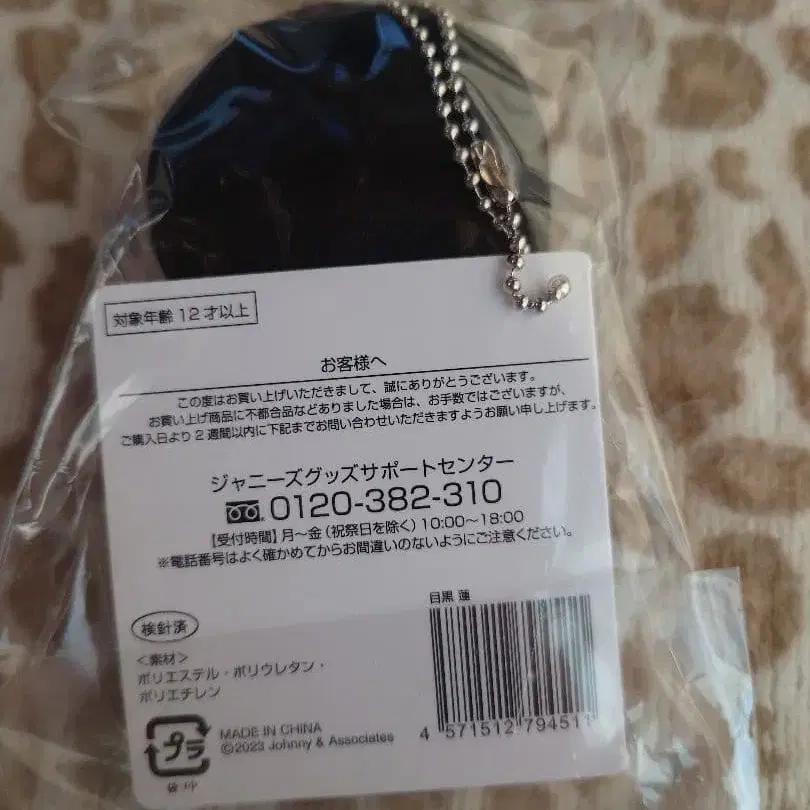 対象年齢12才以上
お客様へ
この度はお買い上げいただきまして、誠にありがとうございます。
お買い上げ商品に不都合品などありました場合は、お手数ではございますが、
ご購入日より2週間以内に下記までお問い合わせいただきますようお願い申し上げます。
ジャニーズグッズサポートセンター
0120-382-310
【受付時間】月〜金（祝祭日を除く）10:00〜18:00
※電話番号はよく確かめてからお間違いのないようにご注意ください。
目黒 蓮
検針済
＜素材＞
ポリエステル・ポリウレタン・
ポリエチレン
4 571512 794511
プラ
MADE IN CHINA
©2023 Johnny & Associates